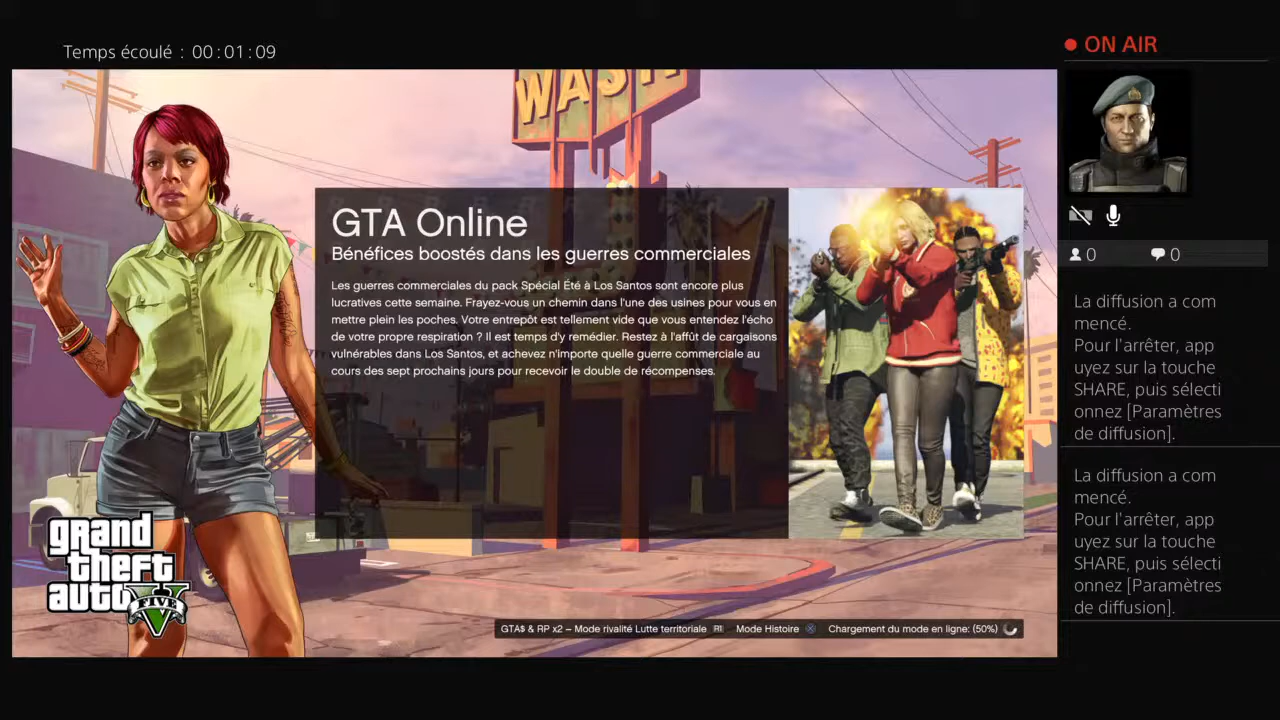 Temps écoulé : 00:01:09
ON AIR
WASH
GTA Online
Bénéfices boostés dans les guerres commerciales
Les guerres commerciales du pack Spécial Été à Los Santos sont encore plus
lucratives cette semaine. Frayez-vous un chemin dans l'une des usines pour vous en
mettre plein les poches. Votre entrepôt est tellement vide que vous entendez l'écho
de votre propre respiration ? Il est temps d'y remédier. Restez à l'affût de cargaisons
vulnérables dans Los Santos, et achevez n'importe quelle guerre commerciale au
cours des sept prochains jours pour recevoir le double de récompenses.
grand
theft
auto
FIVE
V
GTA$ & RP x2 – Mode rivalité Lutte territoriale R1 Mode Histoire Chargement du mode en ligne: (50%)
0 0
La diffusion a com
mencé.
Pour l'arrêter, app
uyez sur la touche
SHARE, puis sélecti
onnez [Paramètres
de diffusion].
La diffusion a com
mencé.
Pour l'arrêter, app
uyez sur la touche
SHARE, puis sélecti
onnez [Paramètres
de diffusion].